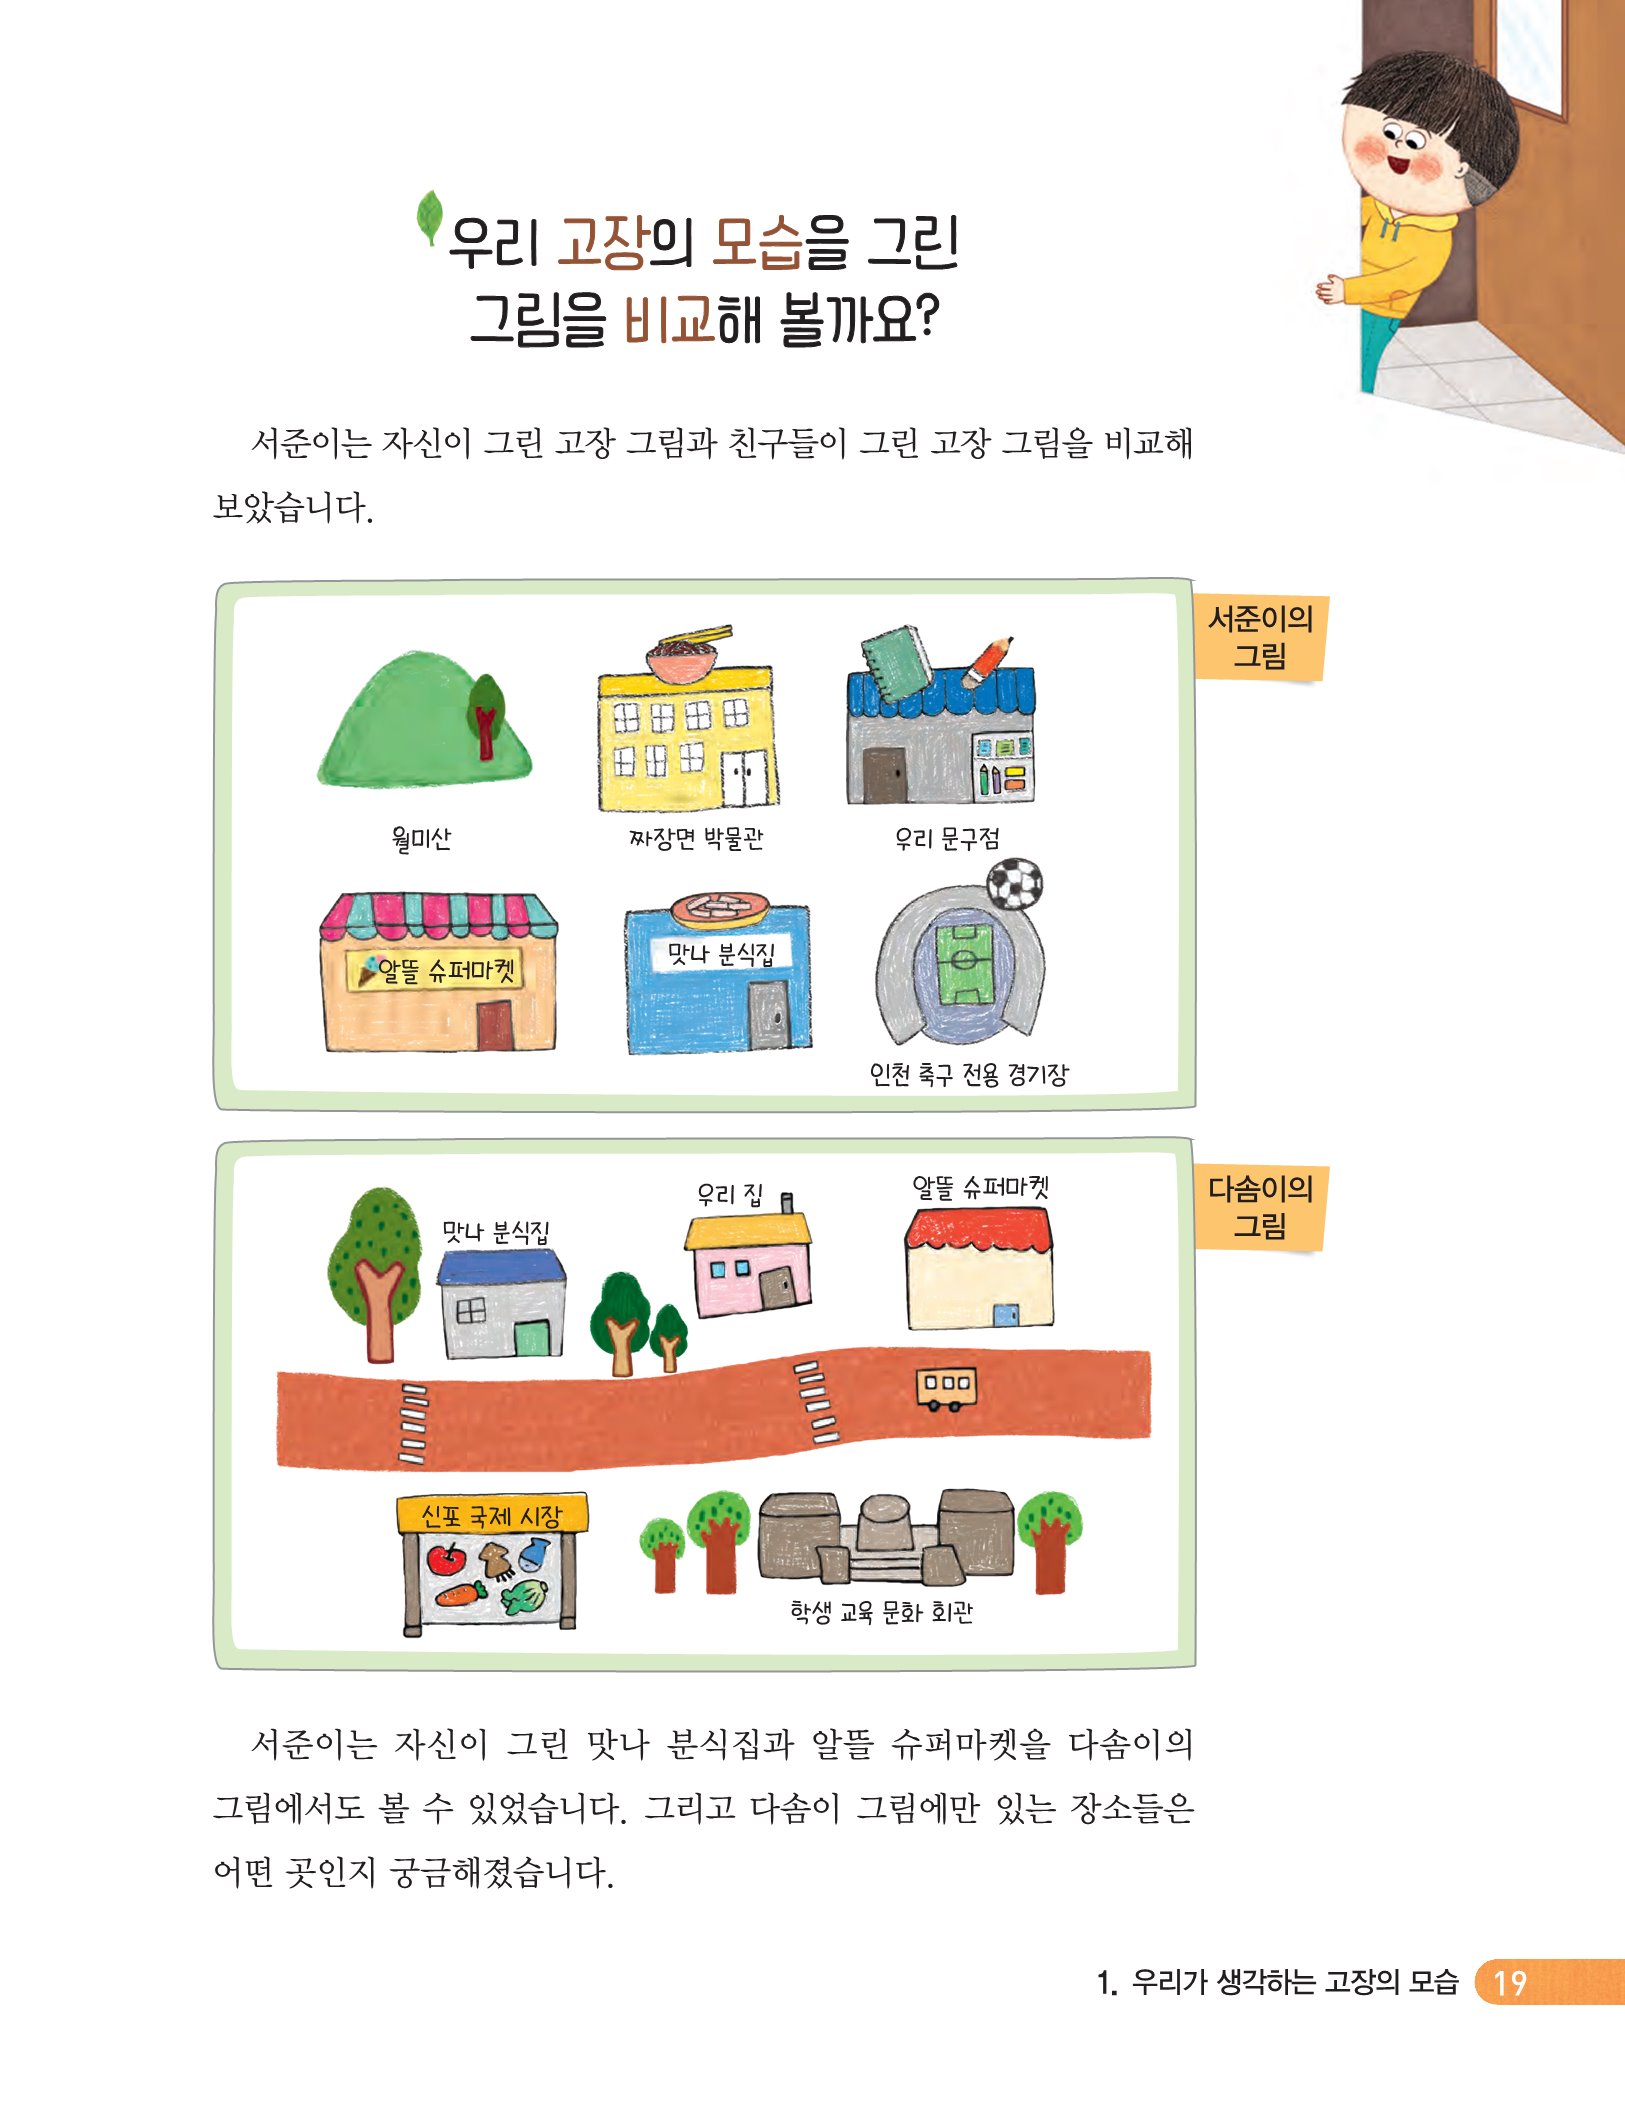 우리 고장의 모습을 그린
그림을 비교해 볼까요?
서준이는 자신이 그린 고장 그림과 친구들이 그린 고장 그림을 비교해
보았습니다.
서준이의
그림
월미산
짜장면 박물관
우리 문구점
알뜰 슈퍼마켓
맛나 분식집
인천 축구 전용 경기장
다솜이의
그림
맛나 분식집
우리 집
알뜰 슈퍼마켓
신포 국제 시장
학생 교육 문화 회관
서준이는 자신이 그린 맛나 분식집과 알뜰 슈퍼마켓을 다솜이의
그림에서도 볼 수 있었습니다. 그리고 다솜이 그림에만 있는 장소들은
어떤 곳인지 궁금해졌습니다.
1. 우리가 생각하는 고장의 모습 19